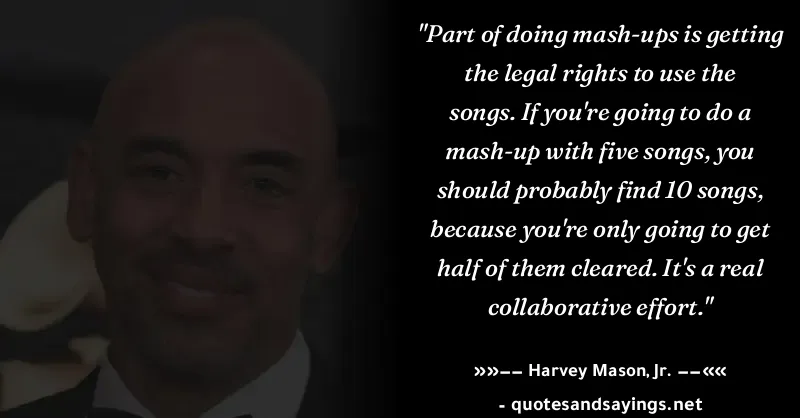 "Part of doing mash-ups is getting
the legal rights to use the
songs. If you're going to do a
mash-up with five songs, you
should probably find 10 songs,
because you're only going to get
half of them cleared. It's a real
collaborative effort."
»»–– Harvey Mason, Jr. ––««
- quotesandsayings.net